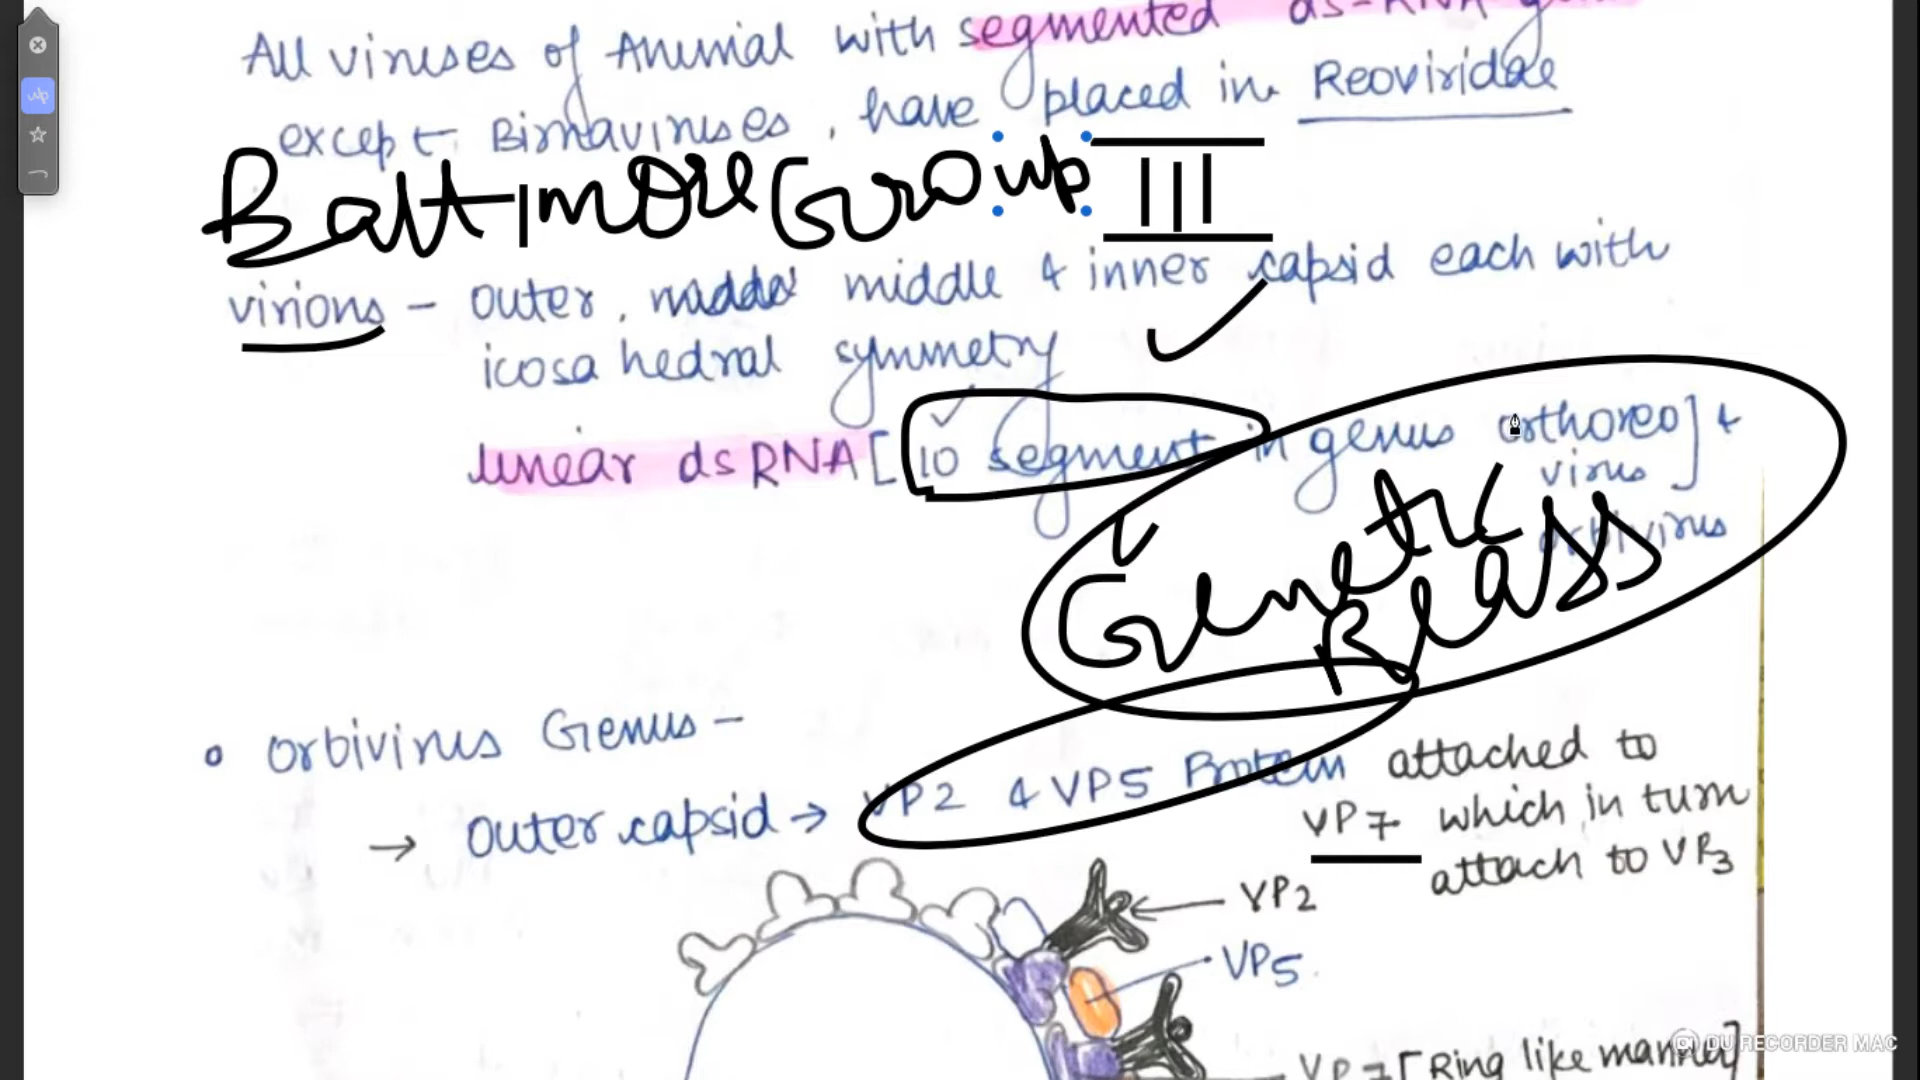 All viruses of Animal with segmented ds-RNA
except Birnaviruses, have placed in Reoviridae
Baltimore Group III
virions - outer, middle & inner capsid each with
icosahedral symmetry
linear dsRNA [10 segment in genus orthoreo] &
virus
orbivirus
Genetic
Reass
• Orbivirus Genus -
→ outer capsid → VP2 & VP5 Protein attached to
VP7 which in turn
attach to VP3
VP2
VP5
VP7 [Ring like manner]
DU RECORDER MAC